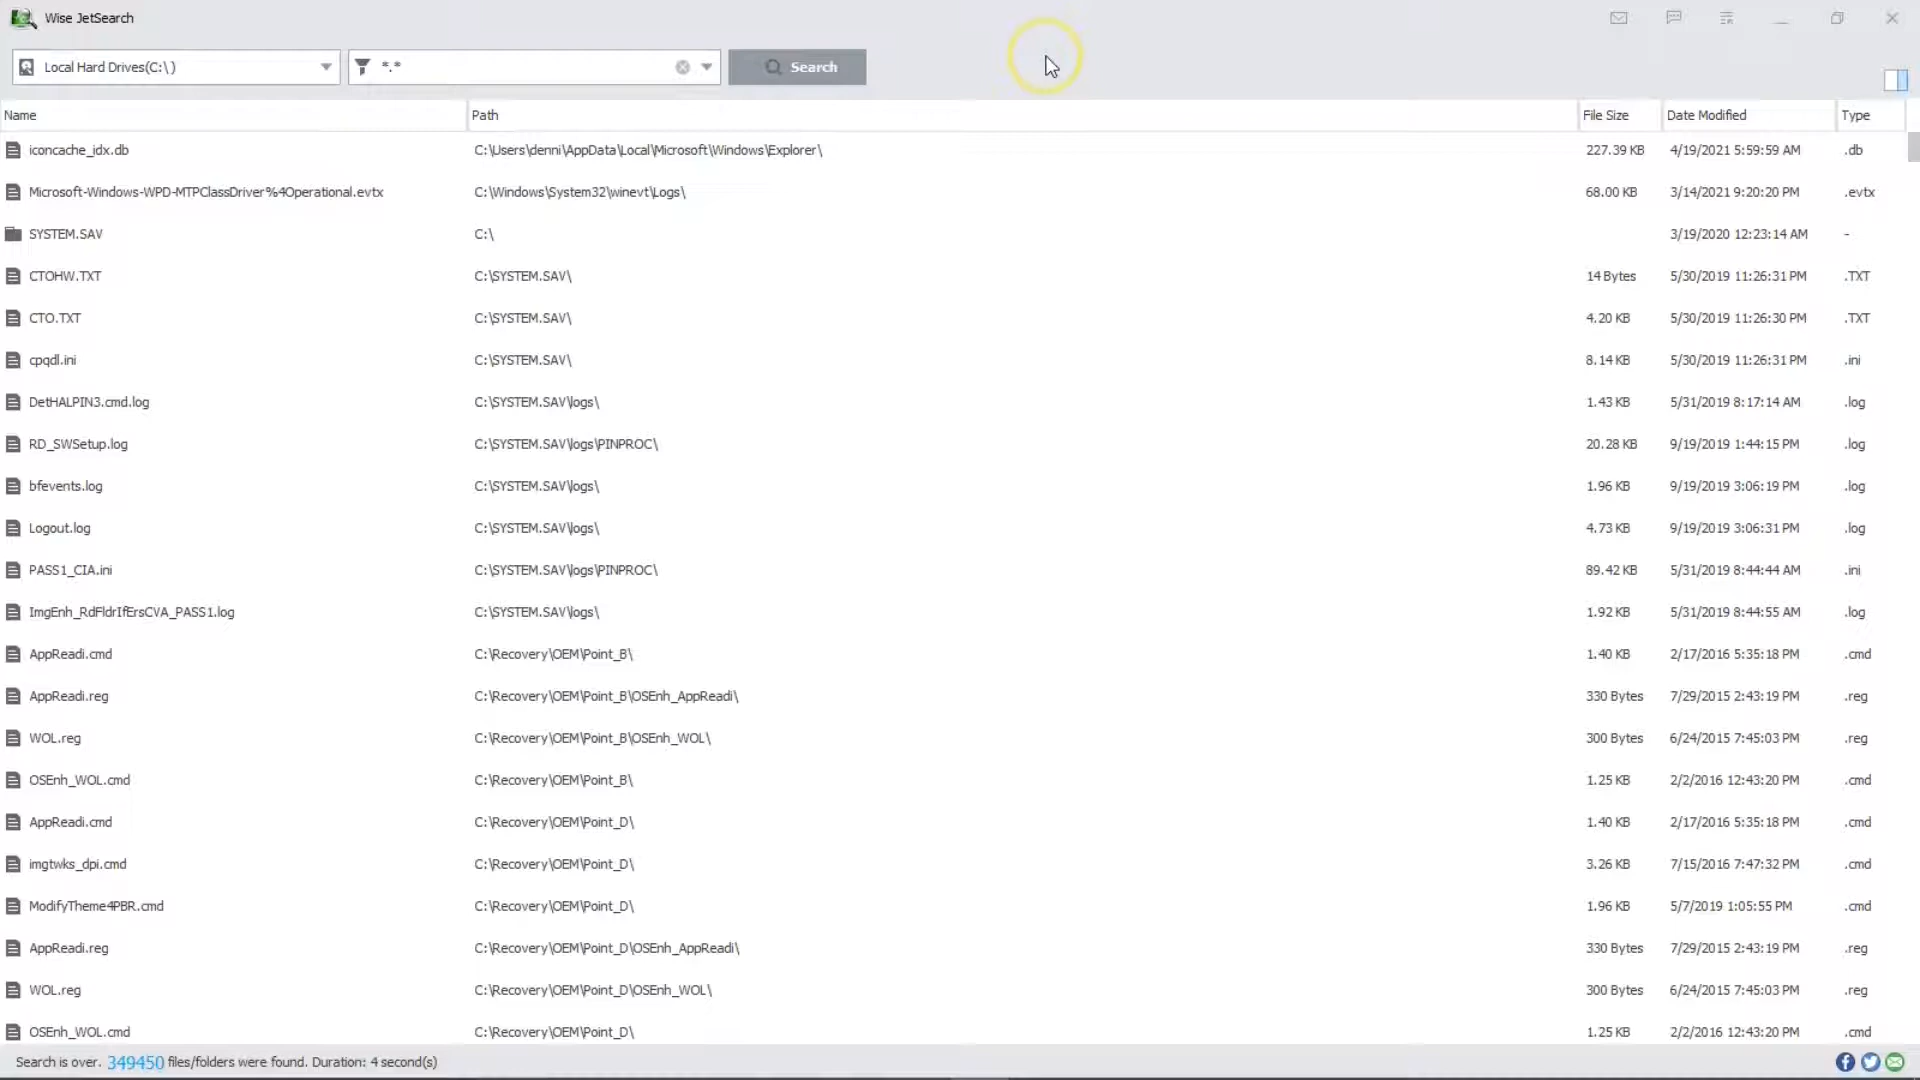 Wise JetSearch
Local Hard Drives(C:\) *.* Search
Name Path File Size Date Modified Type
iconcache_idx.db C:\Users\denni\AppData\Local\Microsoft\Windows\Explorer\ 227.39 KB 4/19/2021 5:59:59 AM .db
Microsoft-Windows-WPD-MTPClassDriver%4Operational.evtx C:\Windows\System32\winevt\Logs\ 68.00 KB 3/14/2021 9:20:20 PM .evtx
SYSTEM.SAV C:\ 3/19/2020 12:23:14 AM -
CTOHW.TXT C:\SYSTEM.SAV\ 14 Bytes 5/30/2019 11:26:31 PM .TXT
CTO.TXT C:\SYSTEM.SAV\ 4.20 KB 5/30/2019 11:26:30 PM .TXT
cpqdl.ini C:\SYSTEM.SAV\ 8.14 KB 5/30/2019 11:26:31 PM .ini
DetHALPIN3.cmd.log C:\SYSTEM.SAV\logs\ 1.43 KB 5/31/2019 8:17:14 AM .log
RD_SWSetup.log C:\SYSTEM.SAV\logs\PINPROC\ 20.28 KB 9/19/2019 1:44:15 PM .log
bfevents.log C:\SYSTEM.SAV\logs\ 1.96 KB 9/19/2019 3:06:19 PM .log
Logout.log C:\SYSTEM.SAV\logs\ 4.73 KB 9/19/2019 3:06:31 PM .log
PASS1_CIA.ini C:\SYSTEM.SAV\logs\PINPROC\ 89.42 KB 5/31/2019 8:44:44 AM .ini
ImgEnh_RdFldrIfErsCVA_PASS1.log C:\SYSTEM.SAV\logs\ 1.92 KB 5/31/2019 8:44:55 AM .log
AppReadi.cmd C:\Recovery\OEM\Point_B\ 1.40 KB 2/17/2016 5:35:18 PM .cmd
AppReadi.reg C:\Recovery\OEM\Point_B\OSEnh_AppReadi\ 330 Bytes 7/29/2015 2:43:19 PM .reg
WOL.reg C:\Recovery\OEM\Point_B\OSEnh_WOL\ 300 Bytes 6/24/2015 7:45:03 PM .reg
OSEnh_WOL.cmd C:\Recovery\OEM\Point_B\ 1.25 KB 2/2/2016 12:43:20 PM .cmd
AppReadi.cmd C:\Recovery\OEM\Point_D\ 1.40 KB 2/17/2016 5:35:18 PM .cmd
imgtwks_dpi.cmd C:\Recovery\OEM\Point_D\ 3.26 KB 7/15/2016 7:47:32 PM .cmd
ModifyTheme4PBR.cmd C:\Recovery\OEM\Point_D\ 1.96 KB 5/7/2019 1:05:55 PM .cmd
AppReadi.reg C:\Recovery\OEM\Point_D\OSEnh_AppReadi\ 330 Bytes 7/29/2015 2:43:19 PM .reg
WOL.reg C:\Recovery\OEM\Point_D\OSEnh_WOL\ 300 Bytes 6/24/2015 7:45:03 PM .reg
OSEnh_WOL.cmd C:\Recovery\OEM\Point_D\ 1.25 KB 2/2/2016 12:43:20 PM .cmd
Search is over. 349450 files/folders were found. Duration: 4 second(s)